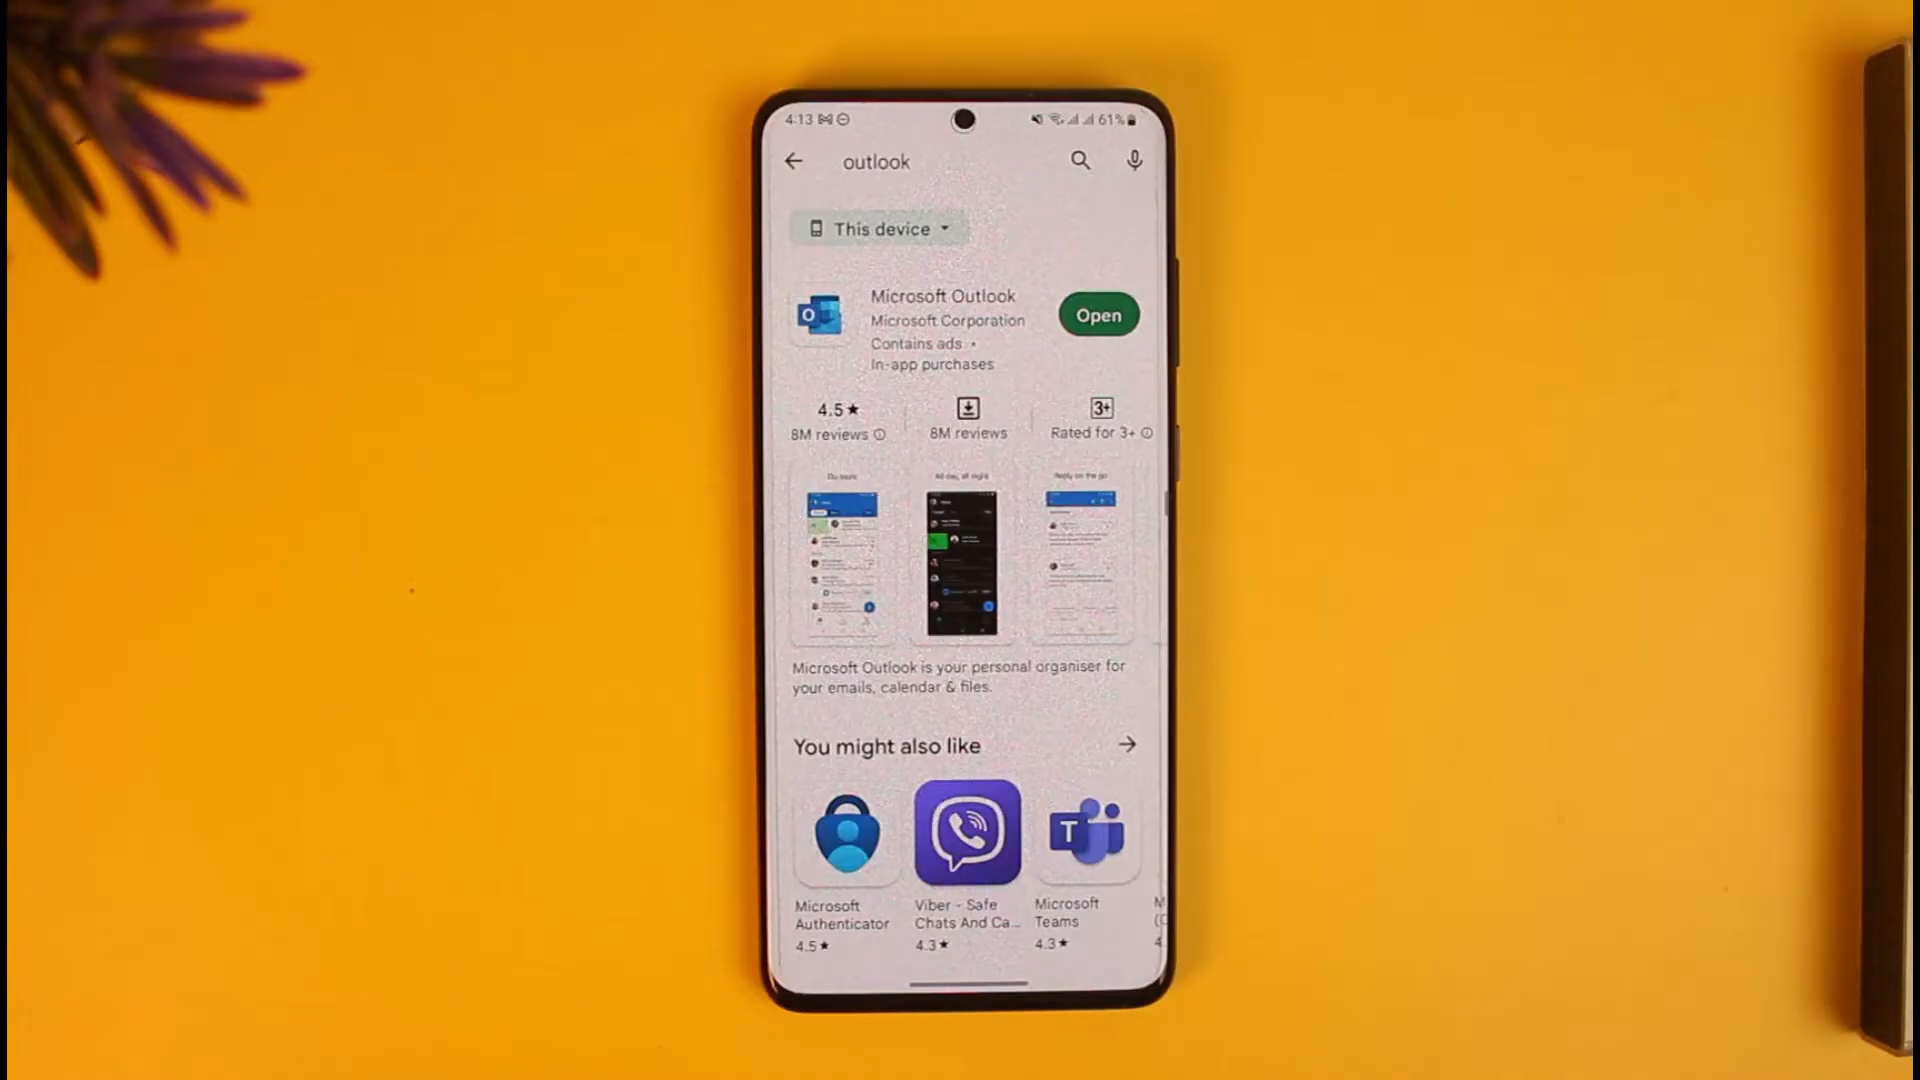 4:13 61%
outlook
This device
Microsoft Outlook
Microsoft Corporation
Contains ads •
In-app purchases
Open
O
4.5★
8M reviews
8M reviews
3+
Rated for 3+
Do more
All day, all night
Reply on the go
Microsoft Outlook is your personal organiser for
your emails, calendar & files.
You might also like
T
Microsoft
Authenticator
4.5★
Viber - Safe
Chats And Ca...
4.3★
Microsoft
Teams
4.3★